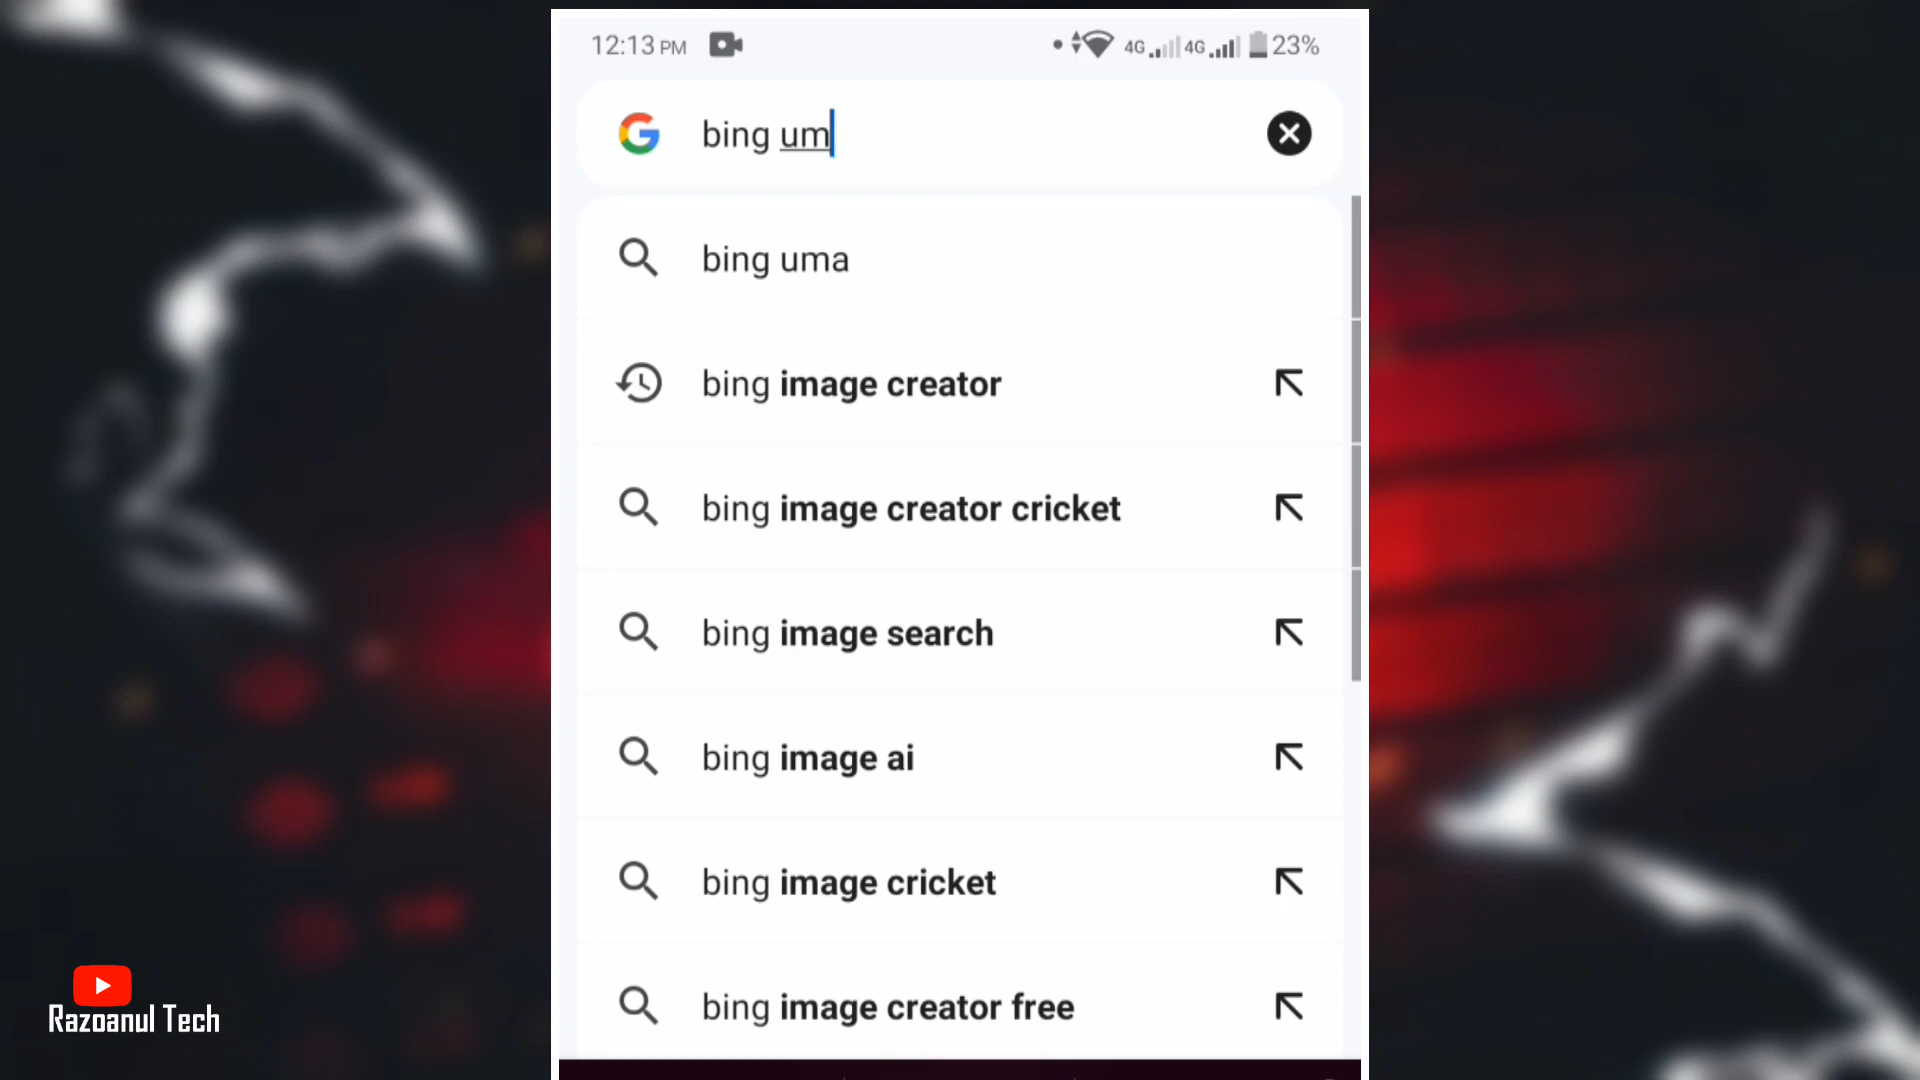 12:13 PM 4G 4G 23%
bing um
bing uma
bing image creator
bing image creator cricket
bing image search
bing image ai
bing image cricket
bing image creator free
Razoanul Tech